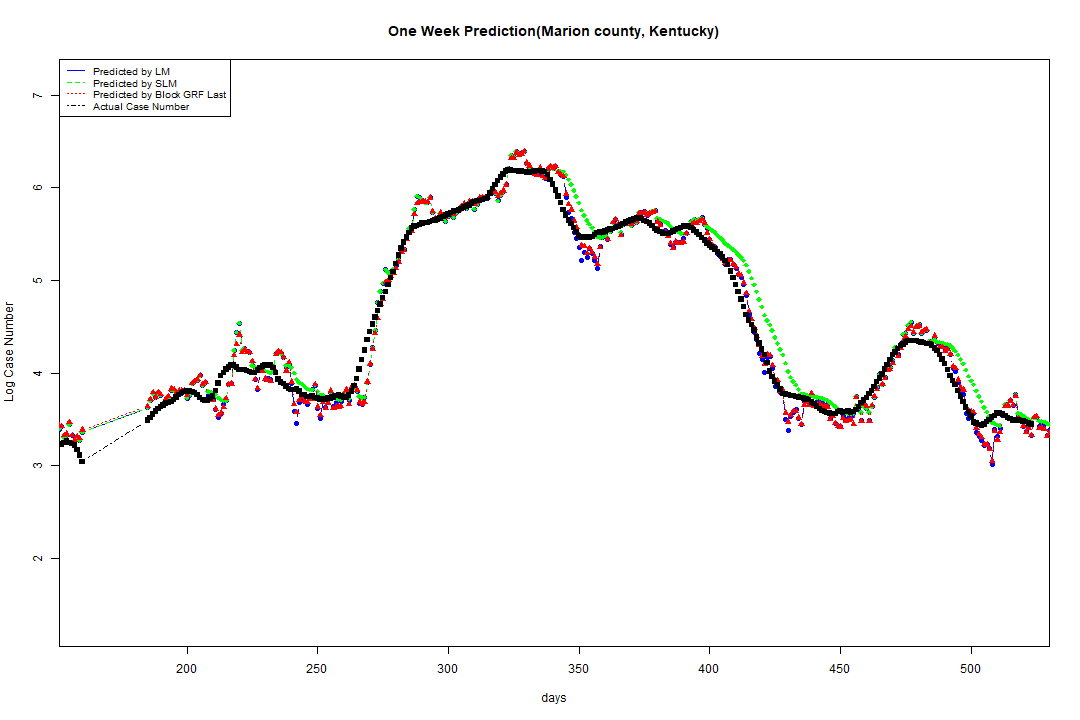 One Week Prediction(Marion county, Kentucky)
Predicted by LM
Predicted by SLM
Predicted by Block GRF Last
Actual Case Number
7
6
5
4
3
2
Log Case Number
200 250 300 350 400 450 500
days